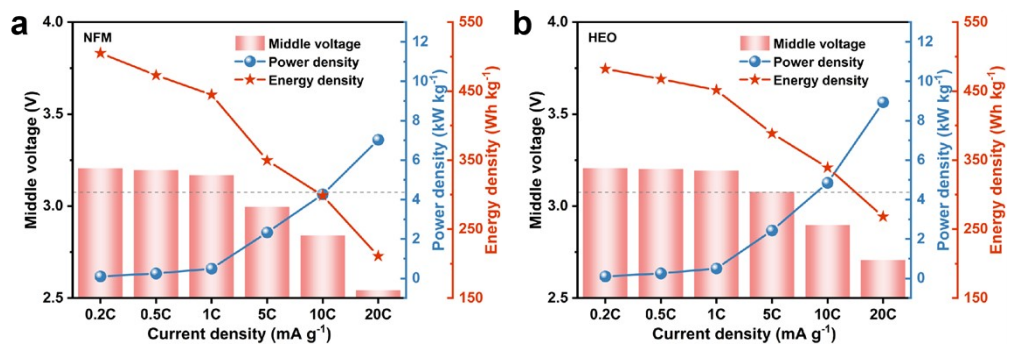 a
NFM
Middle voltage
Power density
Energy density
Middle voltage (V)
4.0
3.5
3.0
2.5
0.2C 0.5C 1C 5C 10C 20C
Current density (mA g⁻¹)
12
10
8
6
4
2
0
Power density (kW kg⁻¹)
550
450
350
250
150
Energy density (Wh kg⁻¹)
b
HEO
Middle voltage
Power density
Energy density
Middle voltage (V)
4.0
3.5
3.0
2.5
0.2C 0.5C 1C 5C 10C 20C
Current density (mA g⁻¹)
12
10
8
6
4
2
0
Power density (kW kg⁻¹)
550
450
350
250
150
Energy density (Wh kg⁻¹)